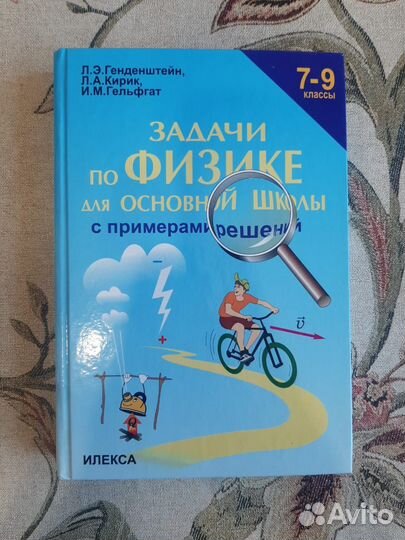 Л.Э.Генденштейн,
Л.А.Кирик,
И.М.Гельфгат
7-9
классы
ЗАДАЧИ
ПО ФИЗИКЕ
ДЛЯ ОСНОВНОЙ ШКОЛЫ
с примерами решений
–
+
v
ИЛЕКСА
Avito